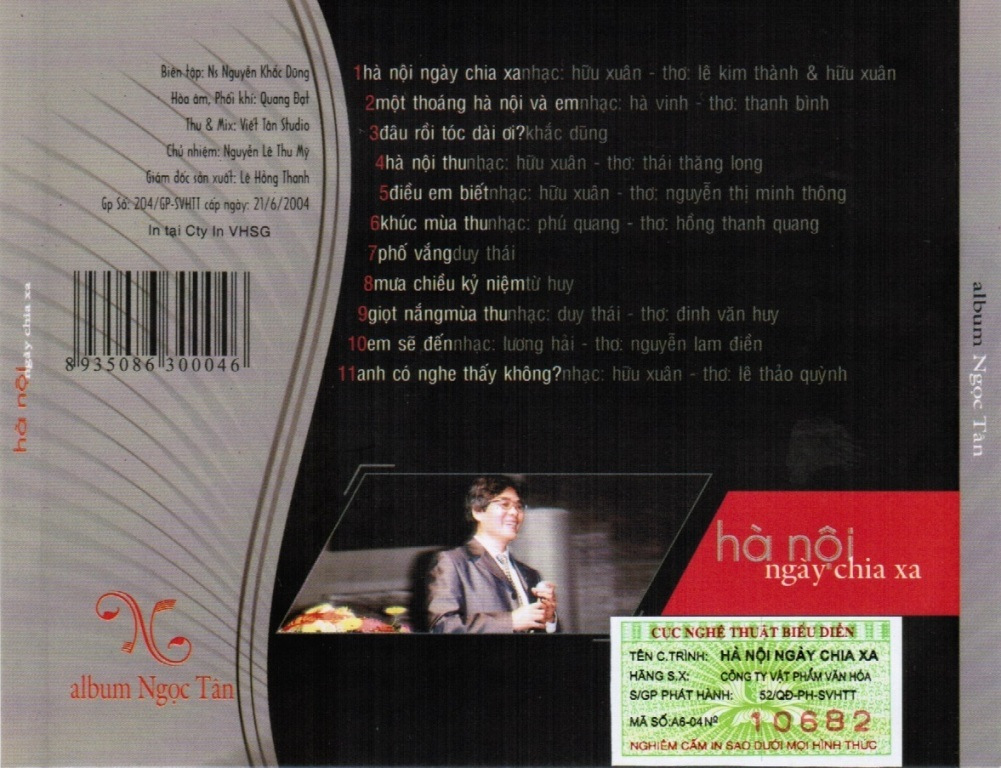 Biên tập: Ns Nguyễn Khắc Dũng
Hòa âm, Phối khí: Quang Đạt
Thu & Mix: Viết Tân Studio
Chủ nhiệm: Nguyễn Lê Thu Mỹ
Giám đốc sản xuất: Lê Hồng Thanh
Gp Số: 204/GP-SVHTT cấp ngày: 21/6/2004
In tại Cty In VHSG
8 935086 300046
hà nội ngày chia xa
album Ngọc Tân
1hà nội ngày chia xanhạc: hữu xuân - thơ: lê kim thành & hữu xuân
2một thoáng hà nội và emnhạc: hà vinh - thơ: thanh bình
3đâu rồi tóc dài ơi?khắc dũng
4hà nội thunhạc: hữu xuân - thơ: thái thăng long
5điều em biếtnhạc: hữu xuân - thơ: nguyễn thị minh thông
6khúc mùa thunhạc: phú quang - thơ: hồng thanh quang
7phố vắngduy thái
8mưa chiều kỷ niệmtừ huy
9giọt nắngmùa thunhạc: duy thái - thơ: đinh văn huy
10em sẽ đếnnhạc: lương hải - thơ: nguyễn lam điền
11anh có nghe thấy không?nhạc: hữu xuân - thơ: lê thảo quỳnh
hà nội
ngày chia xa
CỤC NGHỆ THUẬT BIỂU DIỄN
TÊN C.TRÌNH: HÀ NỘI NGÀY CHIA XA
HÃNG S.X: CÔNG TY VẬT PHẨM VĂN HÓA
S/GP PHÁT HÀNH: 52/QĐ-PH-SVHTT
MÃ SỐ:A6-04 Nº 10682
NGHIÊM CẤM IN SAO DƯỚI MỌI HÌNH THỨC
album Ngọc Tân